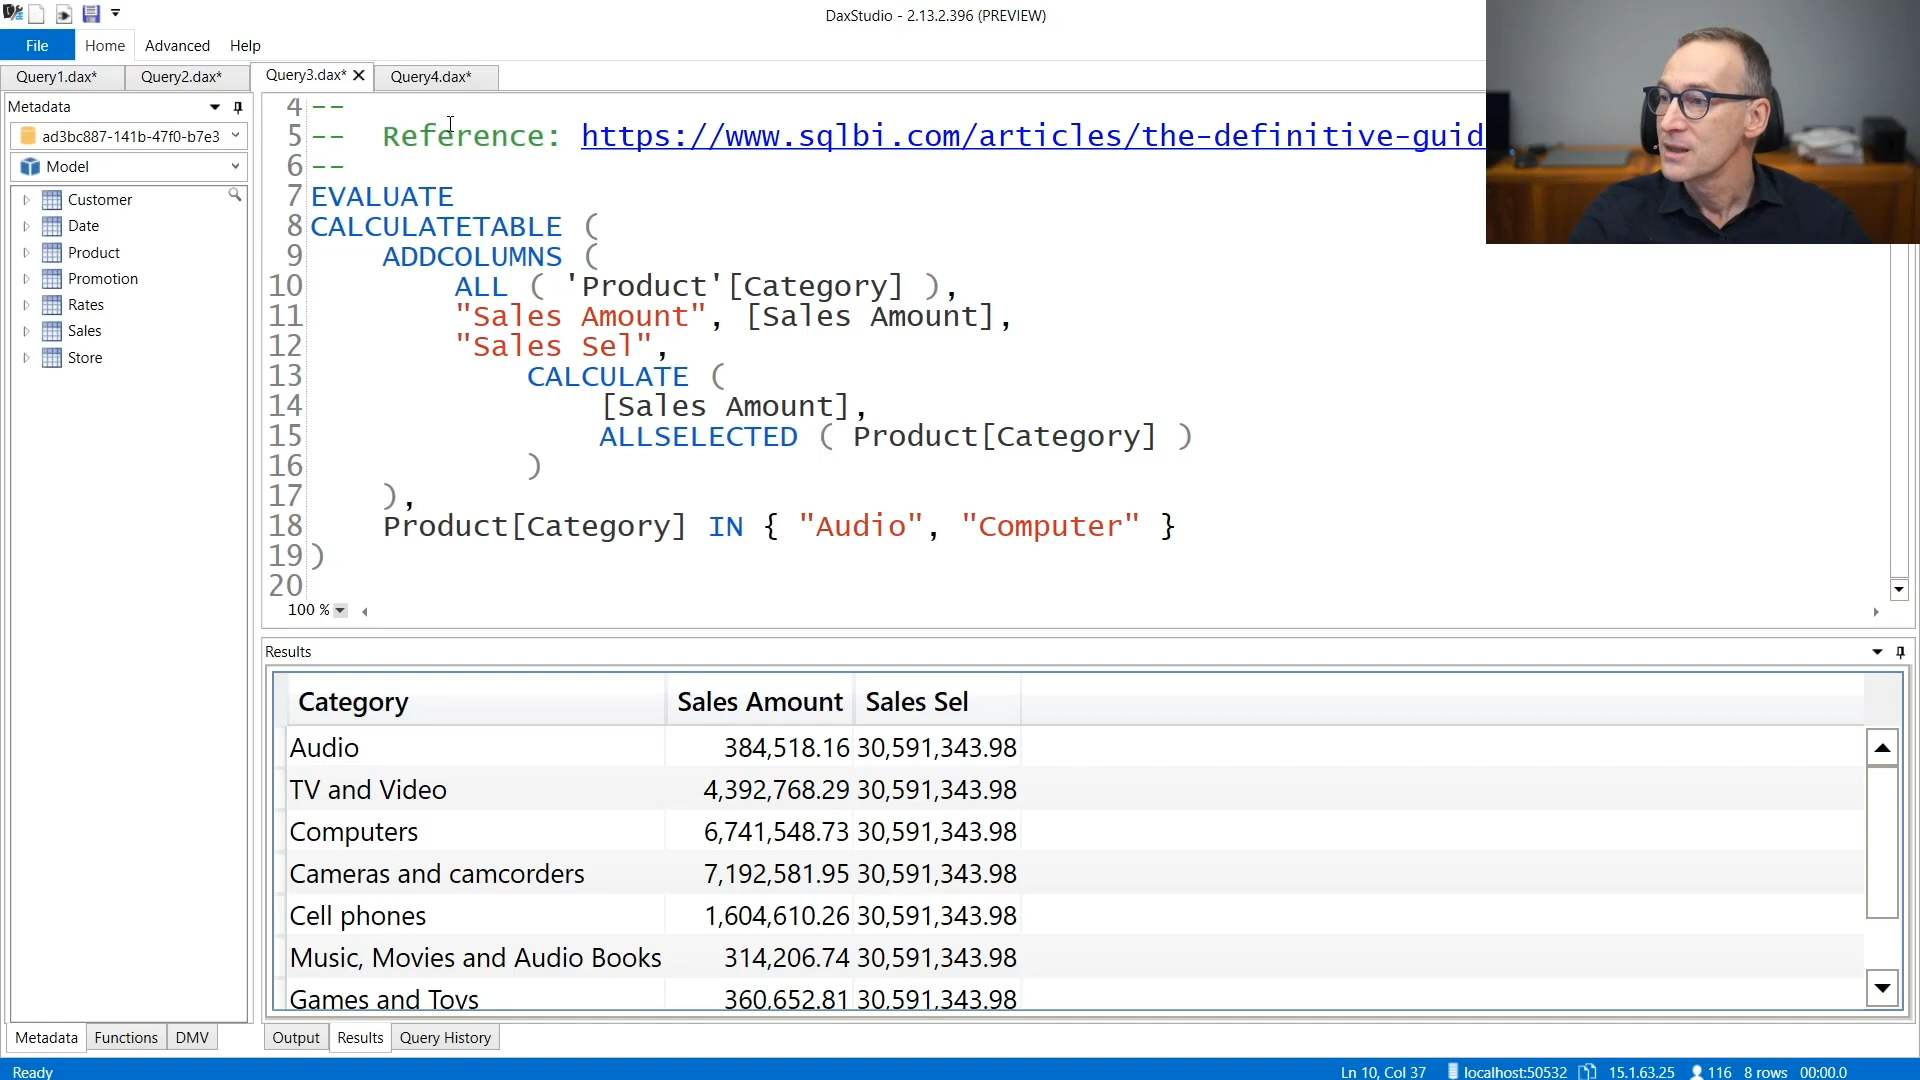 DaxStudio - 2.13.2.396 (PREVIEW)
File Home Advanced Help
Query1.dax* Query2.dax* Query3.dax* Query4.dax*
Metadata
ad3bc887-141b-47f0-b7e3
Model
Customer
Date
Product
Promotion
Rates
Sales
Store
4 --
5 -- Reference: https://www.sqlbi.com/articles/the-definitive-guid
6 --
7 EVALUATE
8 CALCULATETABLE (
9 ADDCOLUMNS (
10 ALL ( 'Product'[Category] ),
11 "Sales Amount", [Sales Amount],
12 "Sales Sel",
13 CALCULATE (
14 [Sales Amount],
15 ALLSELECTED ( Product[Category] )
16 )
17 ),
18 Product[Category] IN { "Audio", "Computer" }
19 )
20
100 %
Results
Category Sales Amount Sales Sel
Audio 384,518.16 30,591,343.98
TV and Video 4,392,768.29 30,591,343.98
Computers 6,741,548.73 30,591,343.98
Cameras and camcorders 7,192,581.95 30,591,343.98
Cell phones 1,604,610.26 30,591,343.98
Music, Movies and Audio Books 314,206.74 30,591,343.98
Games and Toys 360,652.81 30,591,343.98
Metadata Functions DMV Output Results Query History
Ready Ln 10, Col 37 localhost:50532 15.1.63.25 116 8 rows 00:00.0